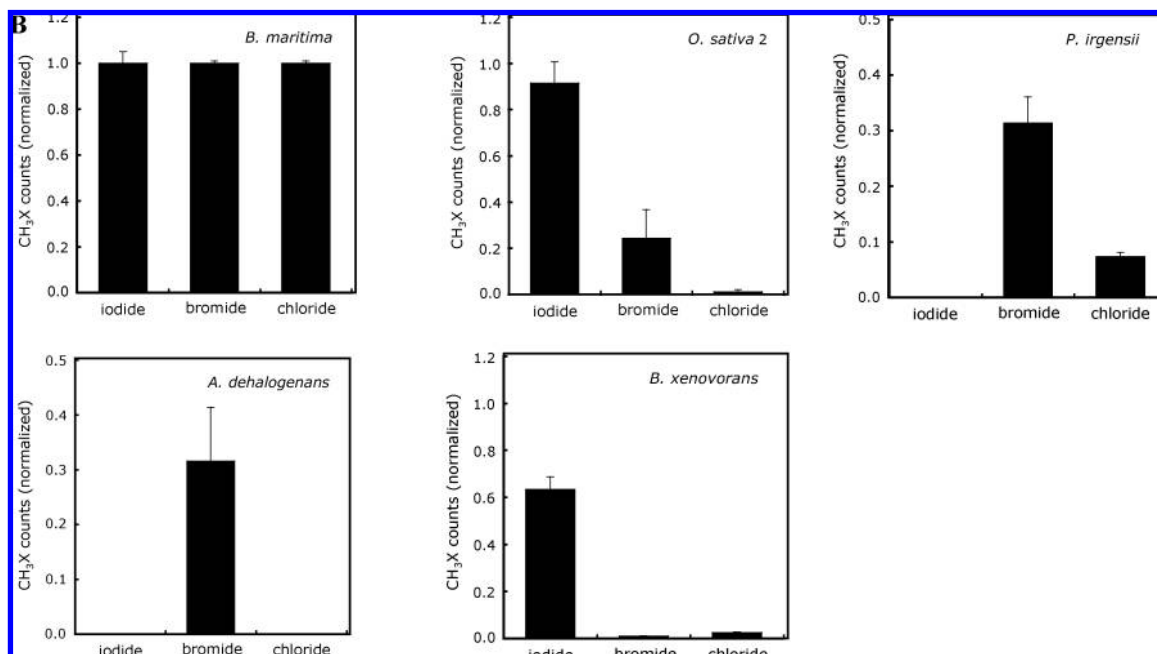 B
B. maritima
CH₃X counts (normalized)
1.2
1.0
0.8
0.6
0.4
0.2
0.0
iodide bromide chloride
O. sativa 2
CH₃X counts (normalized)
1.2
1.0
0.8
0.6
0.4
0.2
0.0
iodide bromide chloride
P. irgensii
CH₃X counts (normalized)
0.5
0.4
0.3
0.2
0.1
0.0
iodide bromide chloride
A. dehalogenans
CH₃X counts (normalized)
0.5
0.4
0.3
0.2
0.1
0.0
iodide bromide chloride
B. xenovorans
CH₃X counts (normalized)
1.2
1.0
0.8
0.6
0.4
0.2
0.0
iodide bromide chloride